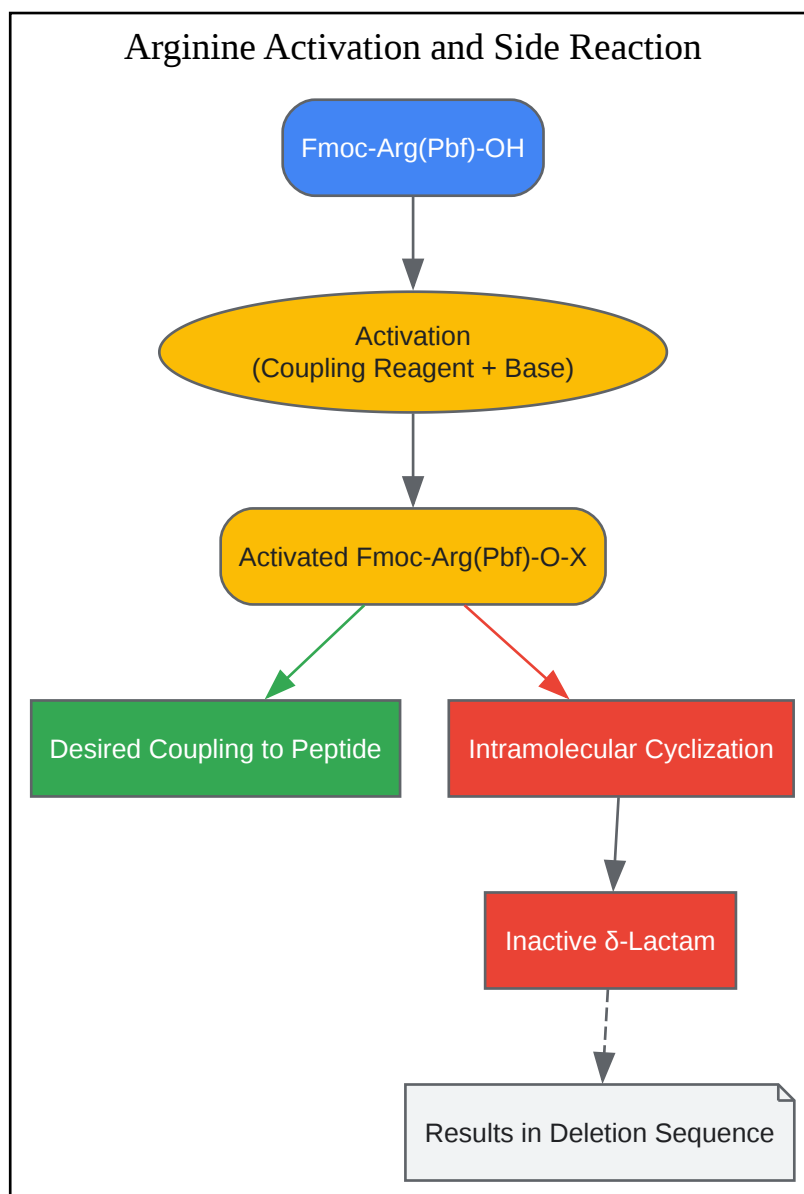 Arginine Activation and Side Reaction
Fmoc-Arg(Pbf)-OH
Activation
(Coupling Reagent + Base)
Activated Fmoc-Arg(Pbf)-O-X
Desired Coupling to Peptide
Intramolecular Cyclization
Inactive δ-Lactam
Results in Deletion Sequence